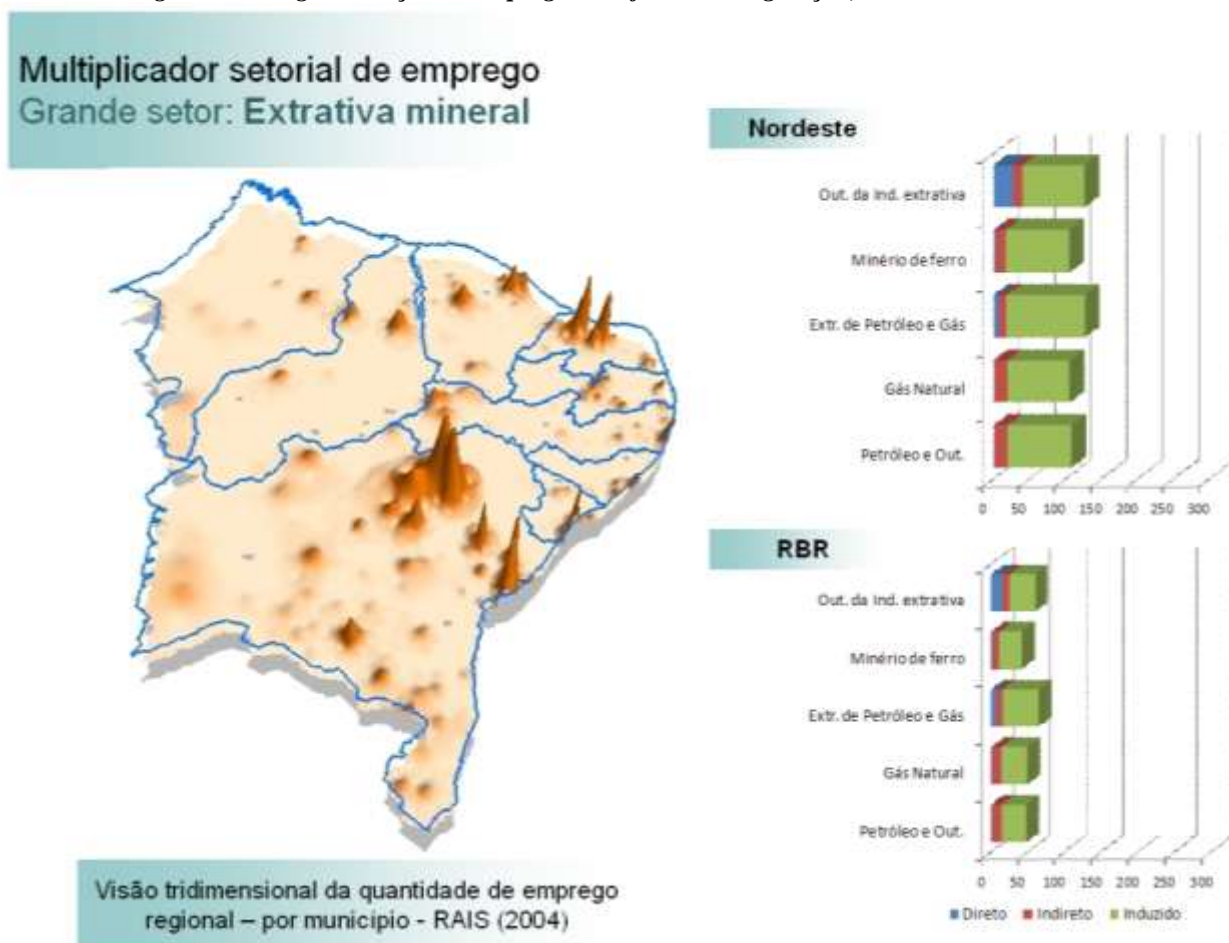 Multiplicador setorial de emprego
Grande setor: Extrativa mineral
Nordeste
Out. da Ind. extrativa
Minério de ferro
Extr. de Petróleo e Gás
Gás Natural
Petróleo e Out.
0 50 100 150 200 250 300
RBR
Out. da Ind. extrativa
Minério de ferro
Extr. de Petróleo e Gás
Gás Natural
Petróleo e Out.
0 50 100 150 200 250 300
Direto Indireto Induzido
Visão tridimensional da quantidade de emprego
regional – por municipio - RAIS (2004)